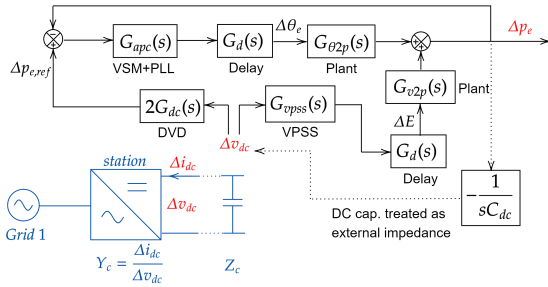 Δp_e
Δθ_e
G_apc(s)
G_d(s)
G_θ2p(s)
VSM+PLL
Delay
Plant
Δp_e,ref
G_v2p(s)
Plant
2G_dc(s)
G_vpss(s)
ΔE
DVD
VPSS
Δv_dc
G_d(s)
Delay
station
Δi_dc
Δv_dc
−1/(sC_dc)
DC cap. treated as
external impedance
Grid 1
Y_c = Δi_dc/Δv_dc
Z_c